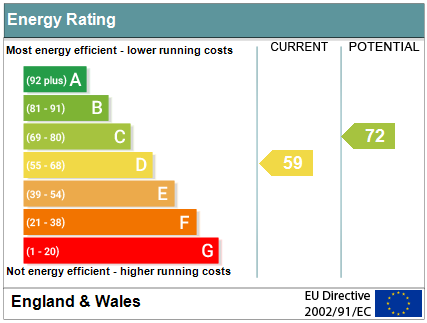 Energy Rating
Most energy efficient - lower running costs
CURRENT
POTENTIAL
(92 plus) A
(81 - 91) B
(69 - 80) C
72
(55 - 68) D
59
(39 - 54) E
(21 - 38) F
(1 - 20) G
Not energy efficient - higher running costs
England & Wales
EU Directive
2002/91/EC